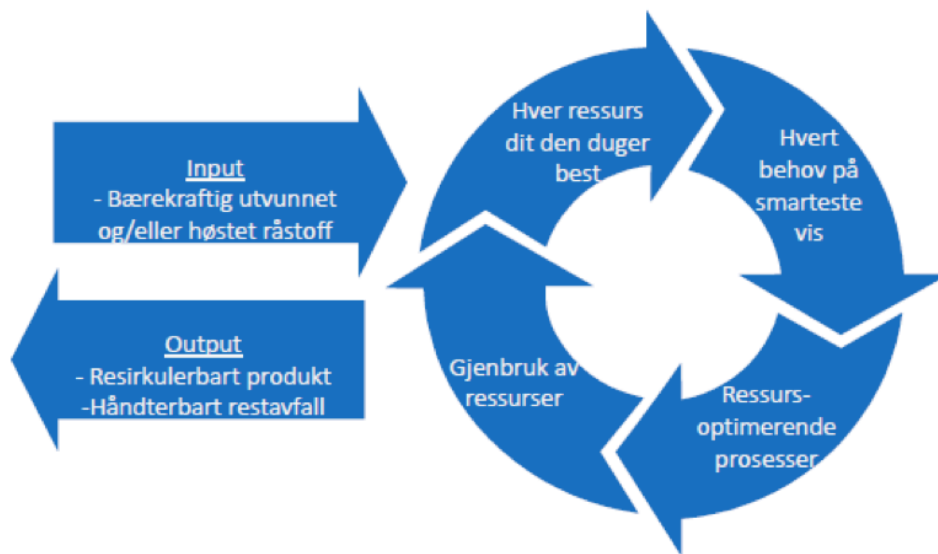 Input
- Bærekraftig utvunnet
og/eller høstet råstoff
Output
- Resirkulerbart produkt
-Håndterbart restavfall
Hver ressurs
dit den duger
best
Hvert
behov på
smarteste
vis
Ressurs-
optimerende
prosesser
Gjenbruk av
ressurser